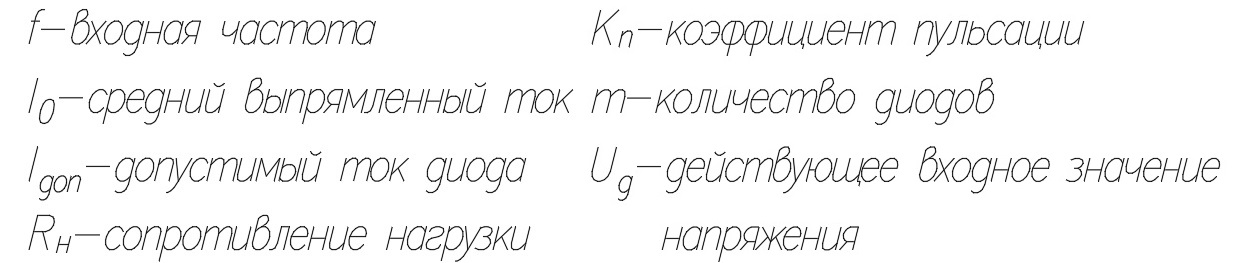 f–входная частота
I₀–средний выпрямленный ток
Iдоп–допустимый ток диода
Rн–сопротивление нагрузки
Kп–коэффициент пульсации
m–количество диодов
Uд–действующее входное значение
напряжения